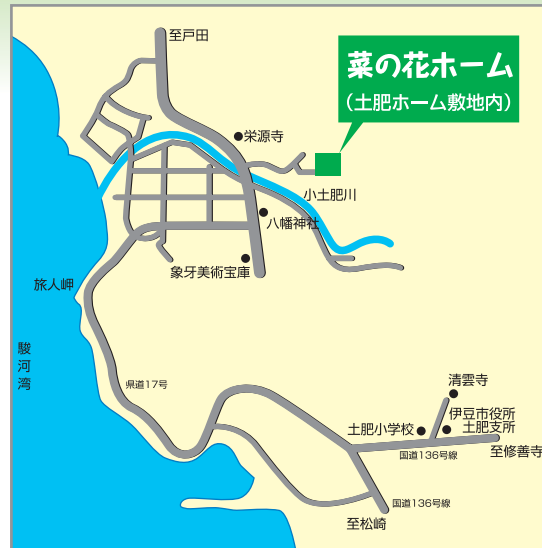 至戸田
菜の花ホーム
(土肥ホーム敷地内)
栄源寺
小土肥川
八幡神社
象牙美術宝庫
旅人岬
駿河湾
県道17号
清雲寺
伊豆市役所
土肥支所
土肥小学校
至修善寺
国道136号線
国道136号線
至松崎